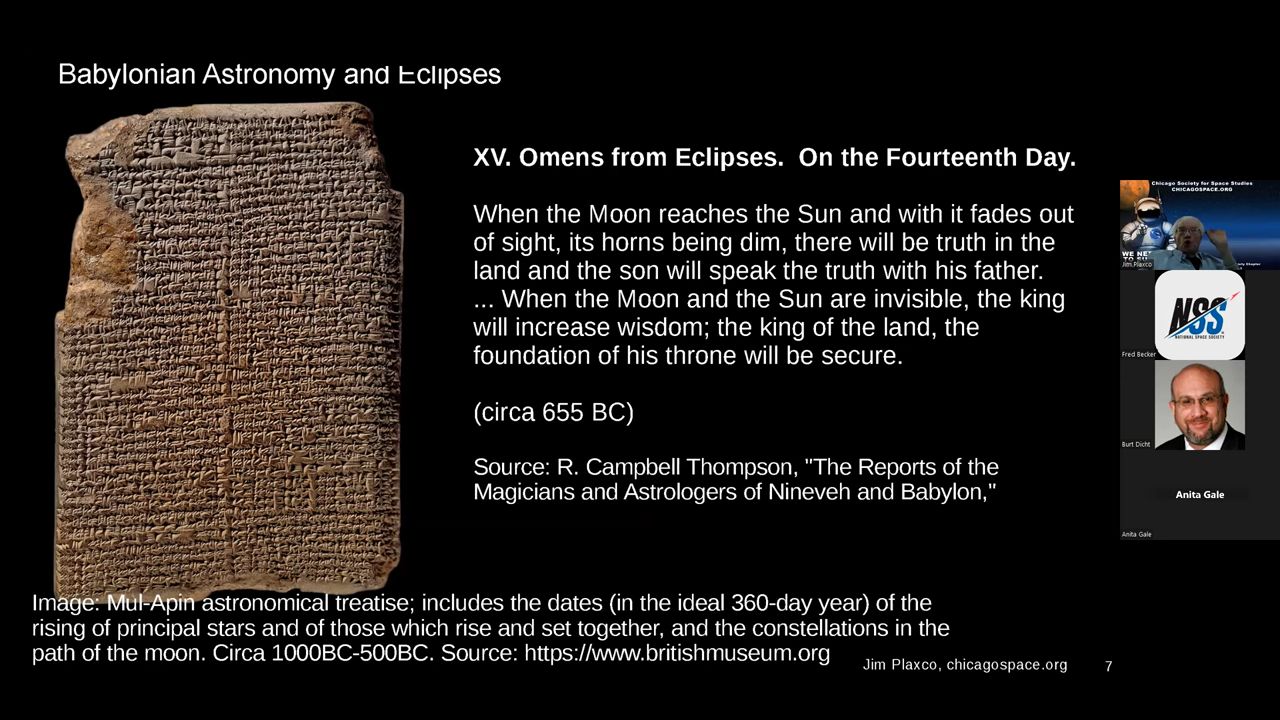 Babylonian Astronomy and Eclipses
XV. Omens from Eclipses. On the Fourteenth Day.
When the Moon reaches the Sun and with it fades out
of sight, its horns being dim, there will be truth in the
land and the son will speak the truth with his father.
... When the Moon and the Sun are invisible, the king
will increase wisdom; the king of the land, the
foundation of his throne will be secure.
(circa 655 BC)
Source: R. Campbell Thompson, "The Reports of the
Magicians and Astrologers of Nineveh and Babylon,"
Image: Mul-Apin astronomical treatise; includes the dates (in the ideal 360-day year) of the
rising of principal stars and of those which rise and set together, and the constellations in the
path of the moon. Circa 1000BC-500BC. Source: https://www.britishmuseum.org
Jim Plaxco, chicagospace.org
7
Chicago Society for Space Studies
CHICAGOSPACE.ORG
WE NE
Jim Plaxco
NSS
NATIONAL SPACE SOCIETY
Fred Becker
Burt Dicht
Anita Gale
Anita Gale